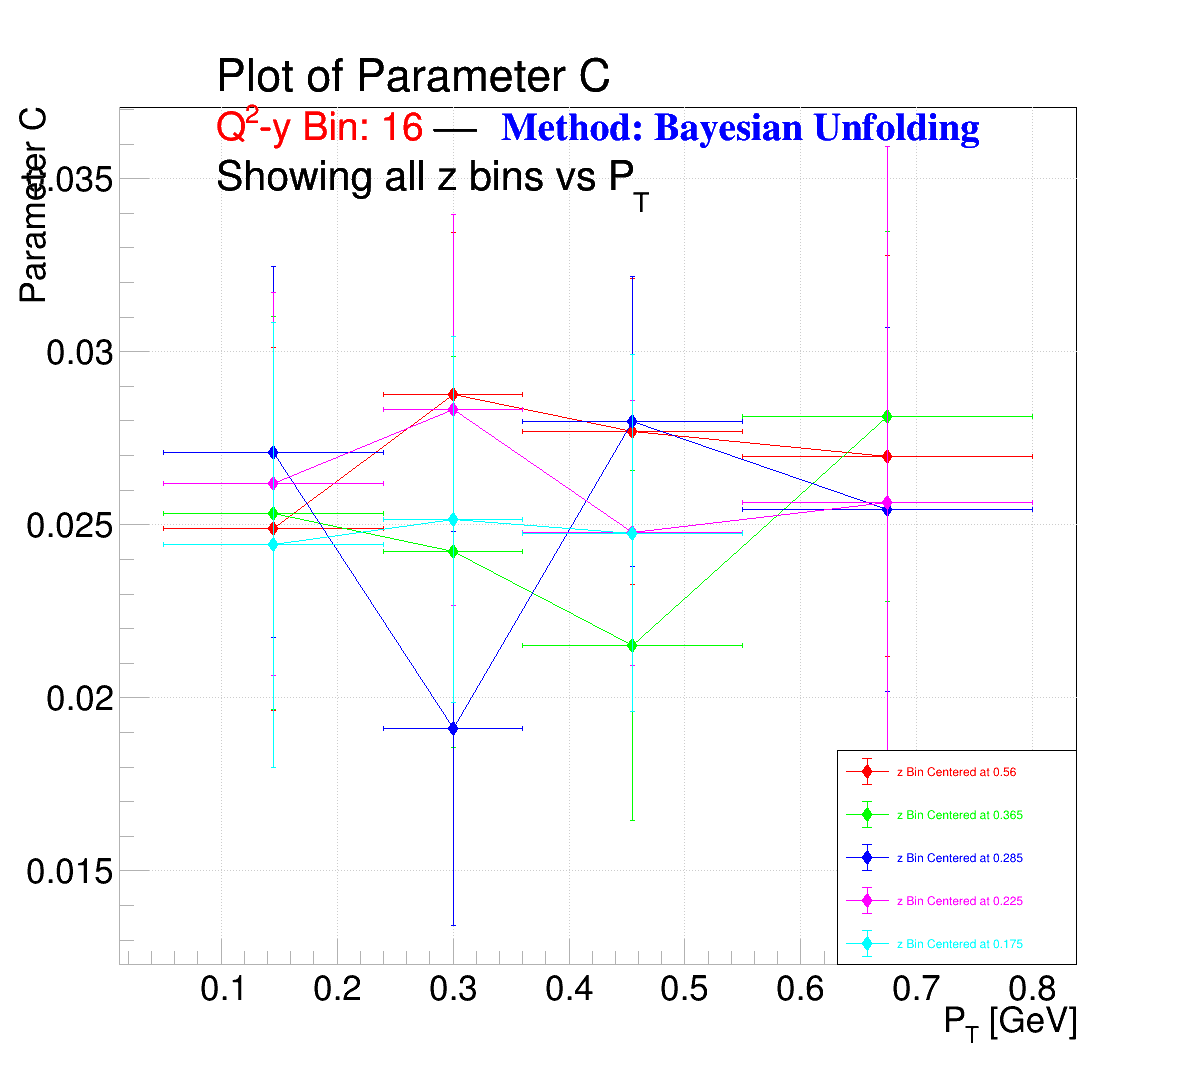 Plot of Parameter C
Q²-y Bin: 16 — Method: Bayesian Unfolding
Showing all z bins vs P_T
Parameter C
0.035
0.03
0.025
0.02
0.015
z Bin Centered at 0.56
z Bin Centered at 0.365
z Bin Centered at 0.285
z Bin Centered at 0.225
z Bin Centered at 0.175
0.1 0.2 0.3 0.4 0.5 0.6 0.7 0.8
P_T [GeV]